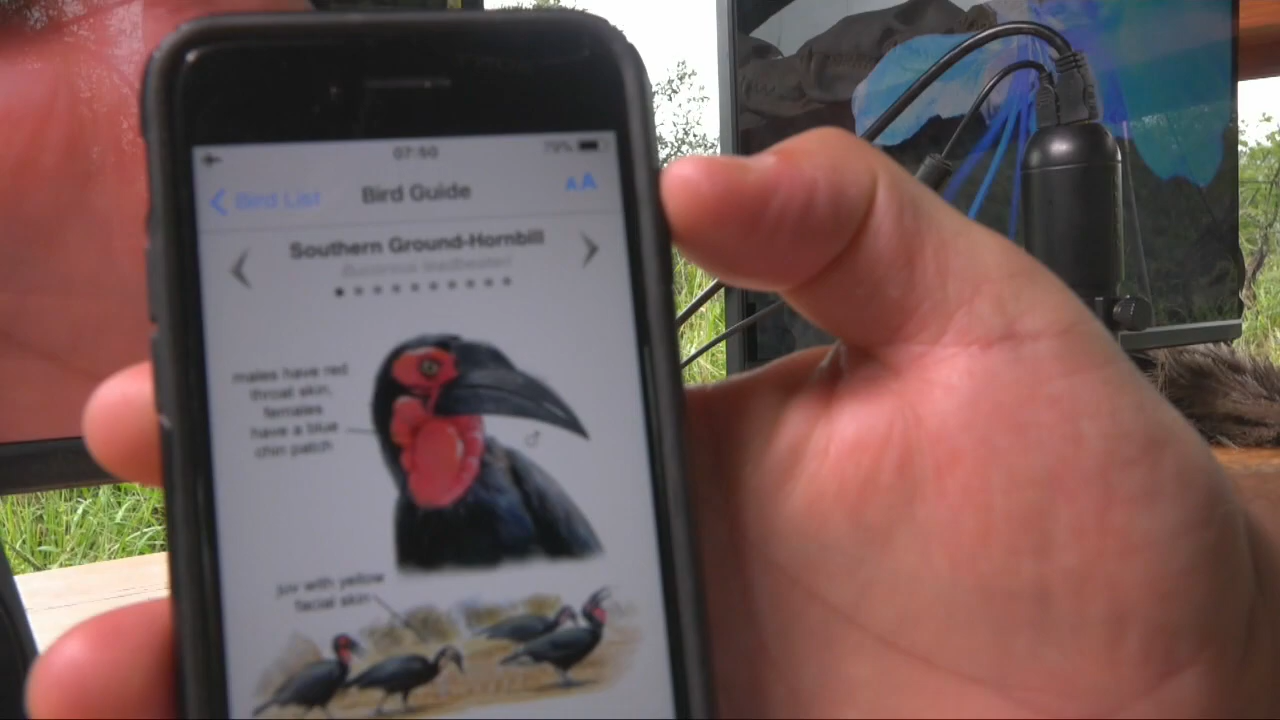 07:50 79%
Bird List Bird Guide AA
Southern Ground-Hornbill
males have red
throat skin,
females
have a blue
chin patch
♂
juv with yellow
facial skin